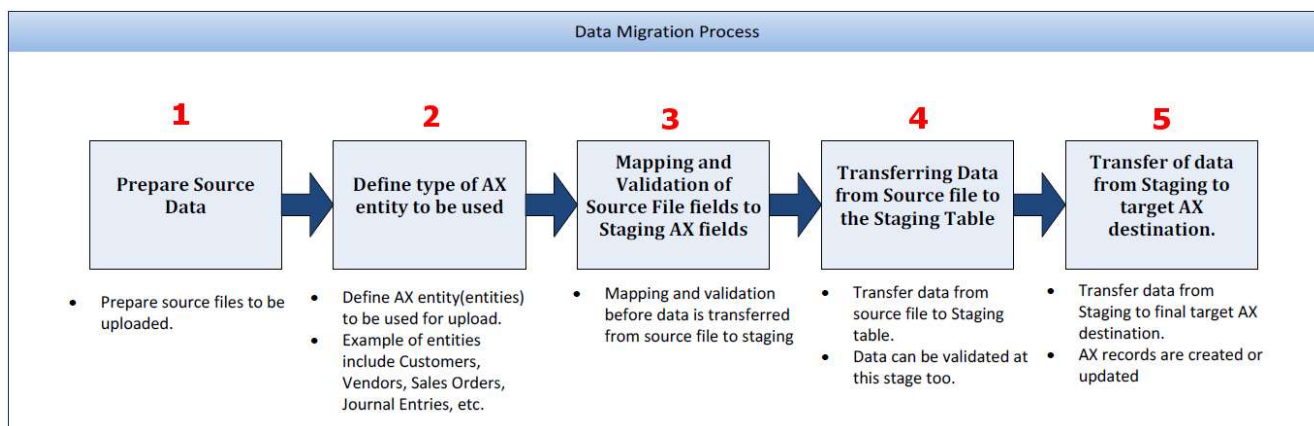 Data Migration Process
1
Prepare Source
Data
• Prepare source files to be
uploaded.
2
Define type of AX
entity to be used
• Define AX entity(entities)
to be used for upload.
• Example of entities
include Customers,
Vendors, Sales Orders,
Journal Entries, etc.
3
Mapping and
Validation of
Source File fields to
Staging AX fields
• Mapping and validation
before data is transferred
from source file to staging
4
Transferring Data
from Source file to
the Staging Table
• Transfer data from
source file to Staging
table.
• Data can be validated at
this stage too.
5
Transfer of data
from Staging to
target AX
destination.
• Transfer data from
Staging to final target AX
destination.
• AX records are created or
updated